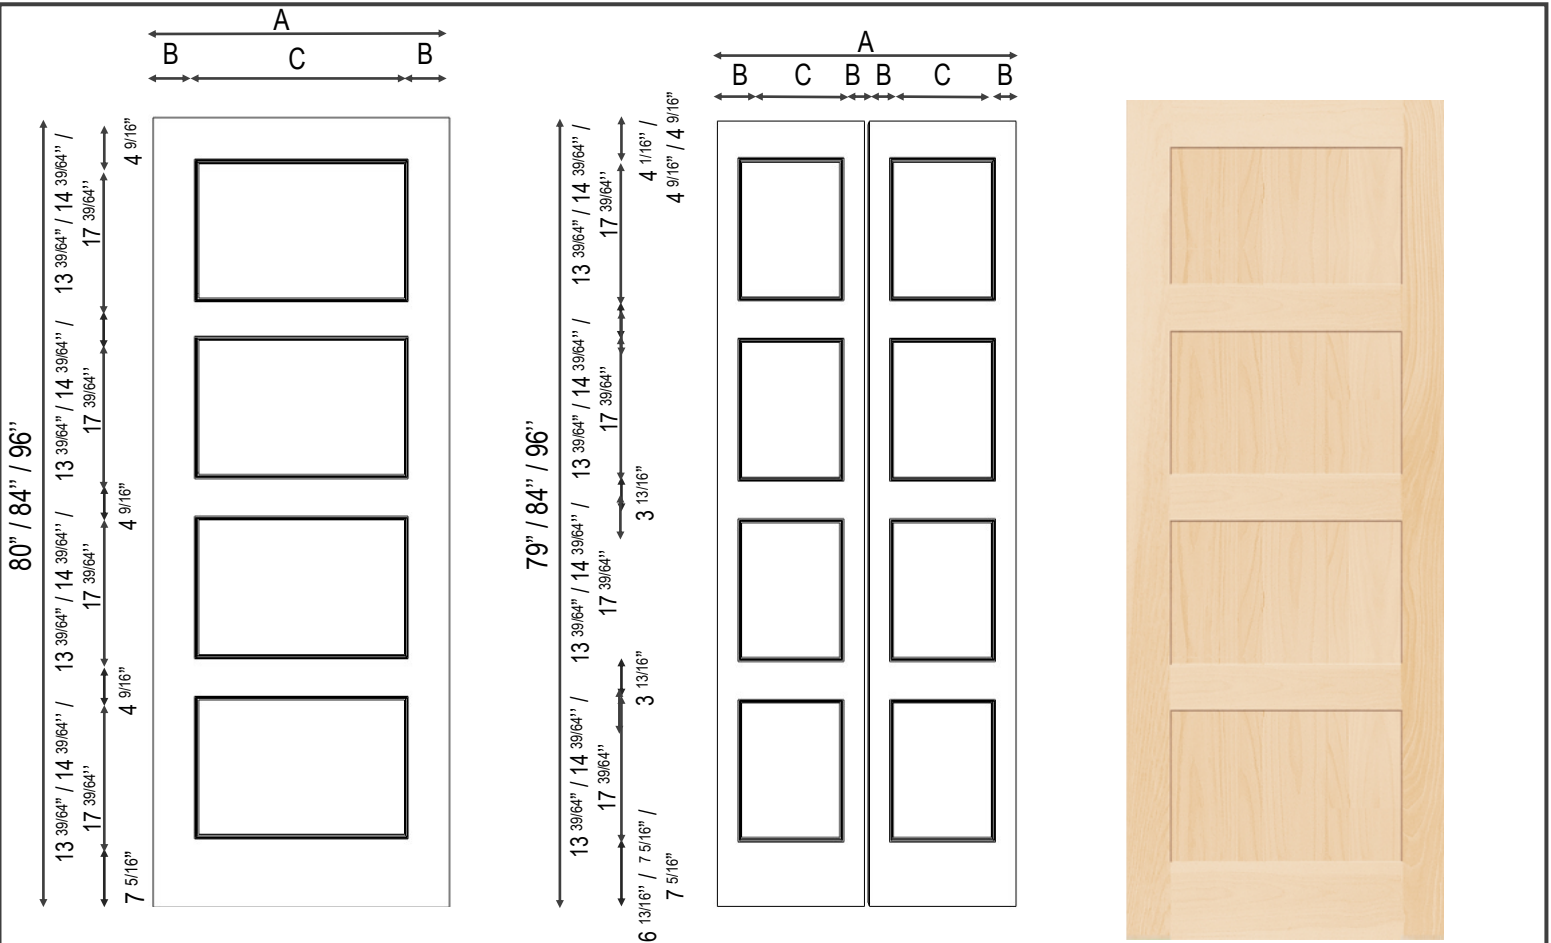 A
B
C
B
80” / 84” / 96’’
13 39/64” / 14 39/64’’ /
17 39/64’’
13 39/64” / 14 39/64’’ /
17 39/64’’
13 39/64” / 14 39/64’’ /
17 39/64’’
13 39/64” / 14 39/64’’ /
17 39/64’’
4 9/16”
4 9/16”
4 9/16”
7 5/16”
A
B
C
B
B
C
B
79” / 84” / 96’’
13 39/64” / 14 39/64’’ /
17 39/64’’
13 39/64” / 14 39/64’’ /
17 39/64’’
13 39/64” / 14 39/64’’ /
17 39/64’’
13 39/64” / 14 39/64’’ /
17 39/64’’
4 1/16’’ /
4 9/16” / 4 9/16”
3 13/16”
3 13/16”
6 13/16’’ / 7 5/16” /
7 5/16”